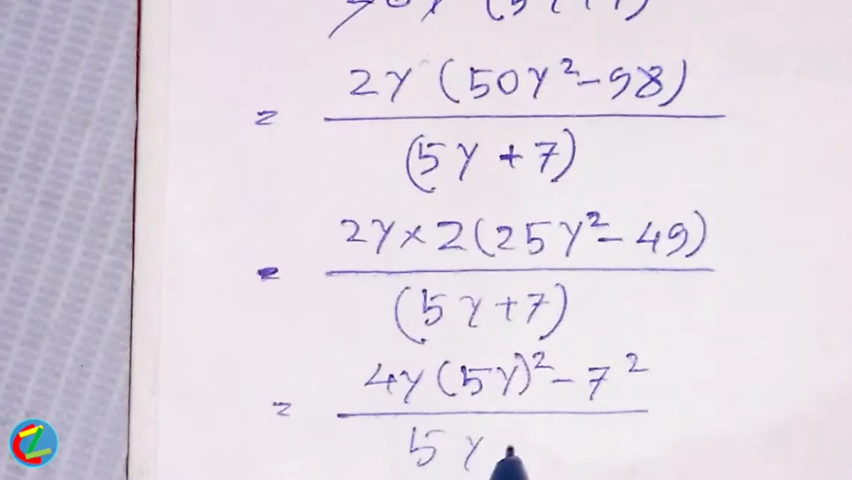 = 2y (50y² - 98)
(5y + 7)
= 2y × 2(25y² - 49)
(5y + 7)
= 4y (5y)² - 7²
5y